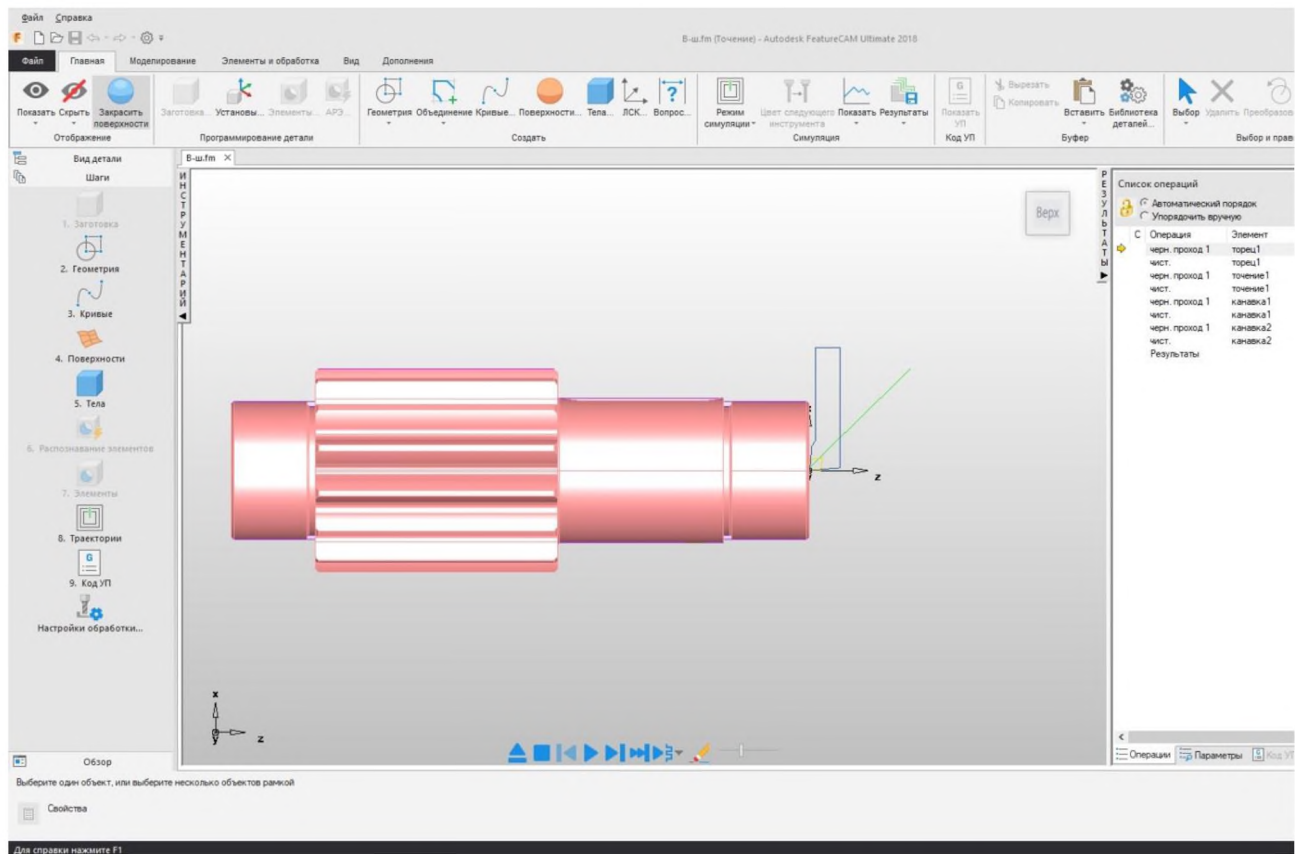 Файл Справка
В-ш.fm (Точение) - Autodesk FeatureCAM Ultimate 2018
Файл Главная Моделирование Элементы и обработка Вид Дополнения
Показать Скрыть Закрасить поверхности
Заготовка... Установы... Элементы... АРЭ...
Геометрия Объединение Кривые... Поверхности... Тела... ЛСК... Вопрос...
Режим симуляции Цвет следующего инструмента Показать Результаты
Показать УП
Вырезать
Копировать
Вставить Библиотека деталей...
Выбор Удалить Преобразов
Отображение Программирование детали Создать Симуляция Код УП Буфер Выбор и прав
Вид детали
Шаги
1. Заготовка
2. Геометрия
3. Кривые
4. Поверхности
5. Тела
6. Распознавание элементов
7. Элементы
8. Траектории
9. Код УП
Настройки обработки...
Обзор
В-ш.fm
ИНСТРУМЕНТАРИЙ
Верх
z
x
y z
РЕЗУЛЬТАТЫ
Список операций
Автоматический порядок
Упорядочить вручную
С Операция Элемент
черн. проход 1 торец1
чист. торец1
черн. проход 1 точение1
чист. точение1
черн. проход 1 канавка1
чист. канавка1
черн. проход 1 канавка2
чист. канавка2
Результаты
Операции Параметры Код УП
Выберите один объект, или выберите несколько объектов рамкой
Свойства
Для справки нажмите F1